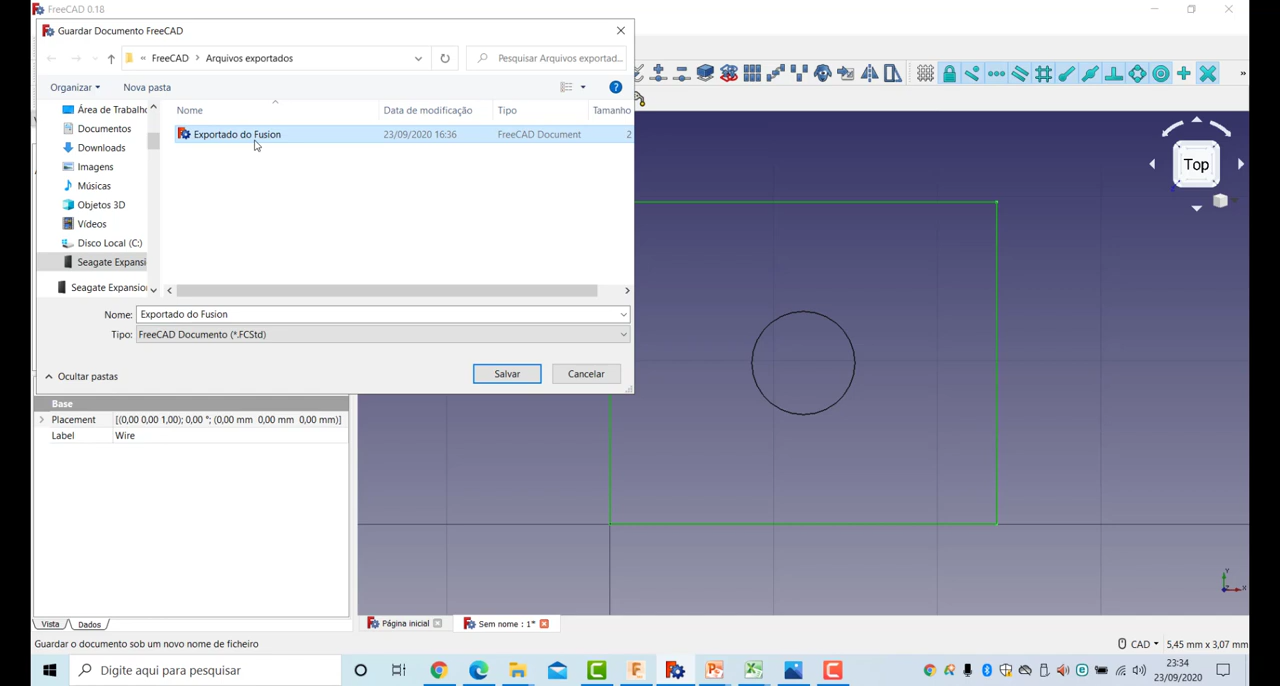 FreeCAD 0.18
Guardar Documento FreeCAD
« FreeCAD > Arquivos exportados
Pesquisar Arquivos exportad...
Organizar
Nova pasta
?
Nome
Data de modificação
Tipo
Tamanho
Exportado do Fusion
23/09/2020 16:36
FreeCAD Document
2
Área de Trabalho
Documentos
Downloads
Imagens
Músicas
Objetos 3D
Vídeos
Disco Local (C:)
Seagate Expansi
Seagate Expansion
Nome: Exportado do Fusion
Tipo: FreeCAD Documento (*.FCStd)
Ocultar pastas
Salvar
Cancelar
Top
Base
Placement [(0,00 0,00 1,00); 0,00 °; (0,00 mm 0,00 mm 0,00 mm)]
Label Wire
Y
X
Vista
Dados
Página inicial
Sem nome : 1*
Guardar o documento sob um novo nome de ficheiro
CAD
5,45 mm x 3,07 mm
Digite aqui para pesquisar
23:34
23/09/2020